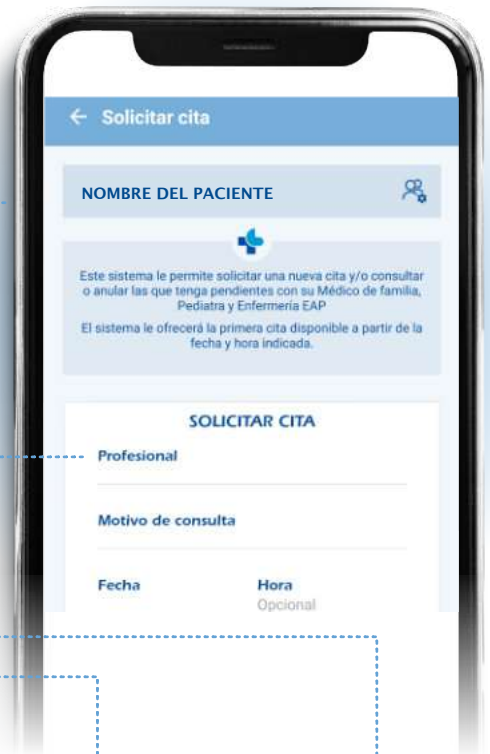 ← Solicitar cita
NOMBRE DEL PACIENTE
Este sistema le permite solicitar una nueva cita y/o consultar
o anular las que tenga pendientes con su Médico de familia,
Pediatra y Enfermería EAP
El sistema le ofrecerá la primera cita disponible a partir de la
fecha y hora indicada.
SOLICITAR CITA
Profesional
Motivo de consulta
Fecha Hora
Opcional